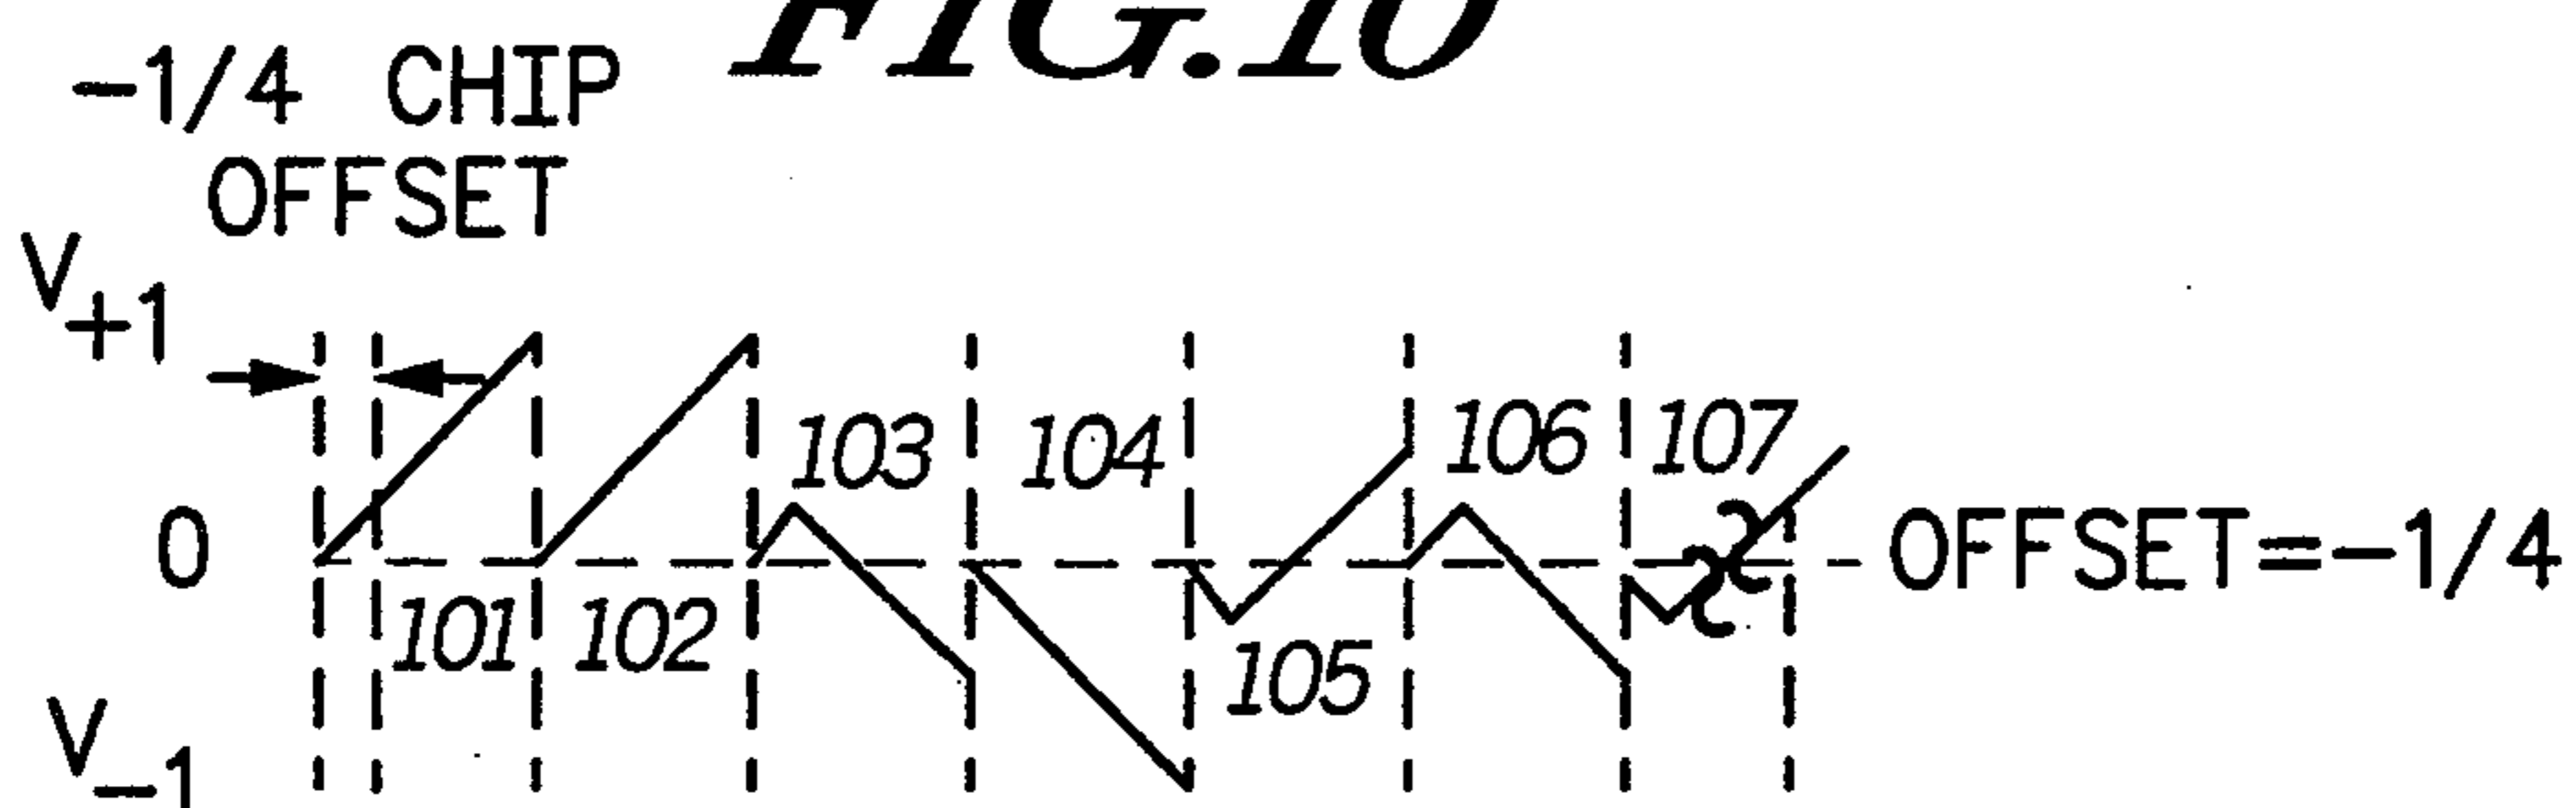 FIG.10
-1/4 CHIP
OFFSET
V+1
103
104
106
107
0
OFFSET=-1/4
101
102
105
V-1